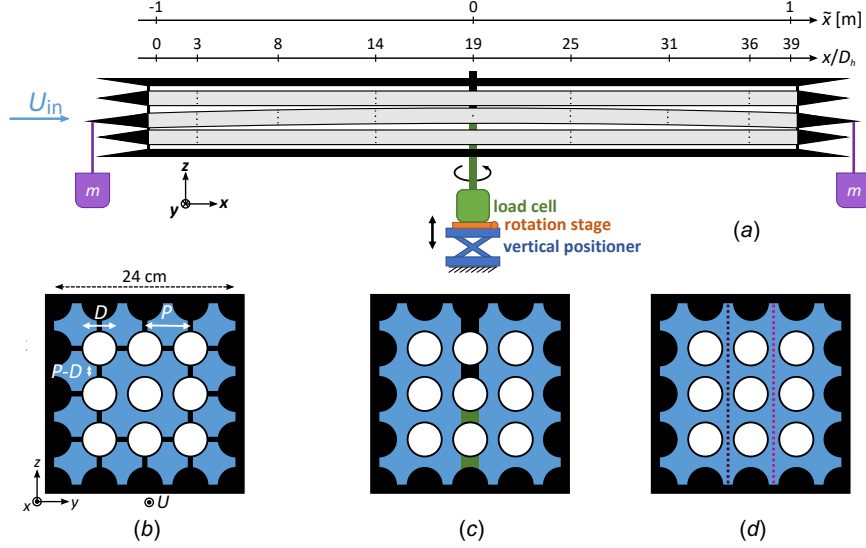 -1 0 1 x̃ [m]
0 3 8 14 19 25 31 36 39 x/D_h
U_in
m m
z
y x
load cell
rotation stage
vertical positioner
(a)
24 cm
D P
P-D
z
x y
U
(b) (c) (d)